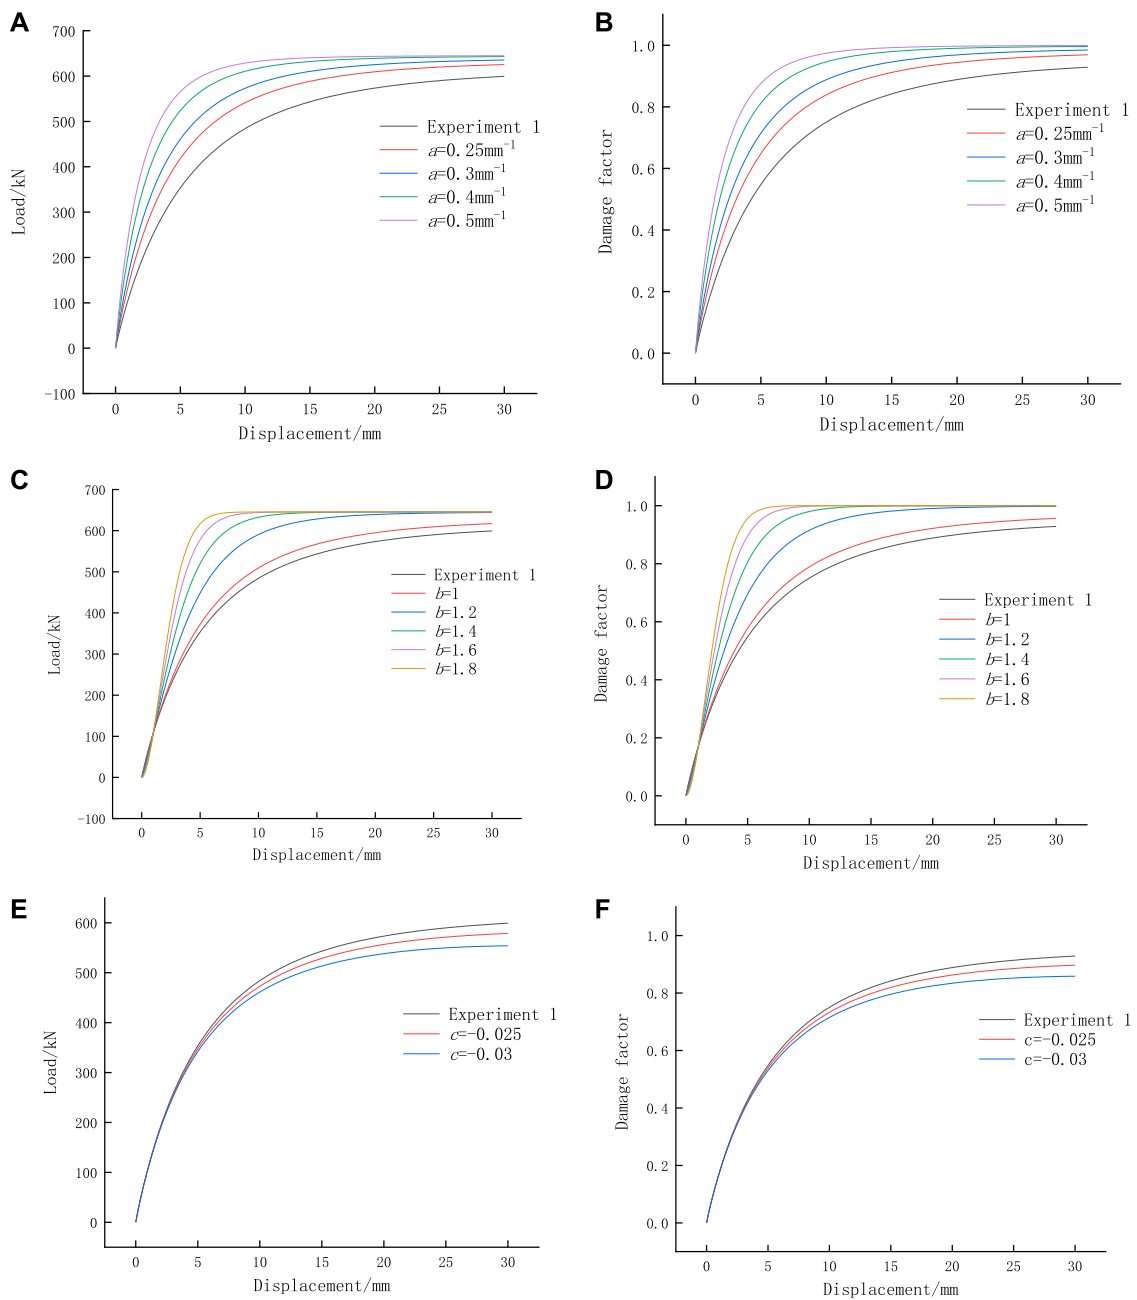 A
700
600
500
400
300
200
100
0
-100
0 5 10 15 20 25 30
Load/kN
Displacement/mm
Experiment 1
a=0.25mm⁻¹
a=0.3mm⁻¹
a=0.4mm⁻¹
a=0.5mm⁻¹
B
1.0
0.8
0.6
0.4
0.2
0.0
0 5 10 15 20 25 30
Damage factor
Displacement/mm
Experiment 1
a=0.25mm⁻¹
a=0.3mm⁻¹
a=0.4mm⁻¹
a=0.5mm⁻¹
C
700
600
500
400
300
200
100
0
-100
0 5 10 15 20 25 30
Load/kN
Displacement/mm
Experiment 1
b=1
b=1.2
b=1.4
b=1.6
b=1.8
D
1.0
0.8
0.6
0.4
0.2
0.0
0 5 10 15 20 25 30
Damage factor
Displacement/mm
Experiment 1
b=1
b=1.2
b=1.4
b=1.6
b=1.8
E
600
500
400
300
200
100
0
0 5 10 15 20 25 30
Load/kN
Displacement/mm
Experiment 1
c=-0.025
c=-0.03
F
1.0
0.8
0.6
0.4
0.2
0.0
0 5 10 15 20 25 30
Damage factor
Displacement/mm
Experiment 1
c=-0.025
c=-0.03